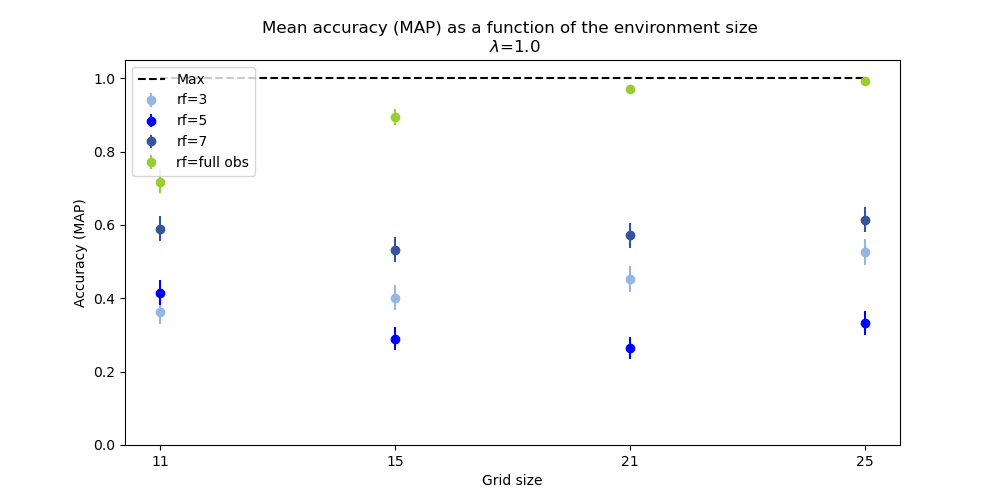 Mean accuracy (MAP) as a function of the environment size
λ=1.0
Accuracy (MAP)
1.0
0.8
0.6
0.4
0.2
0.0
Max
rf=3
rf=5
rf=7
rf=full obs
11
15
21
25
Grid size